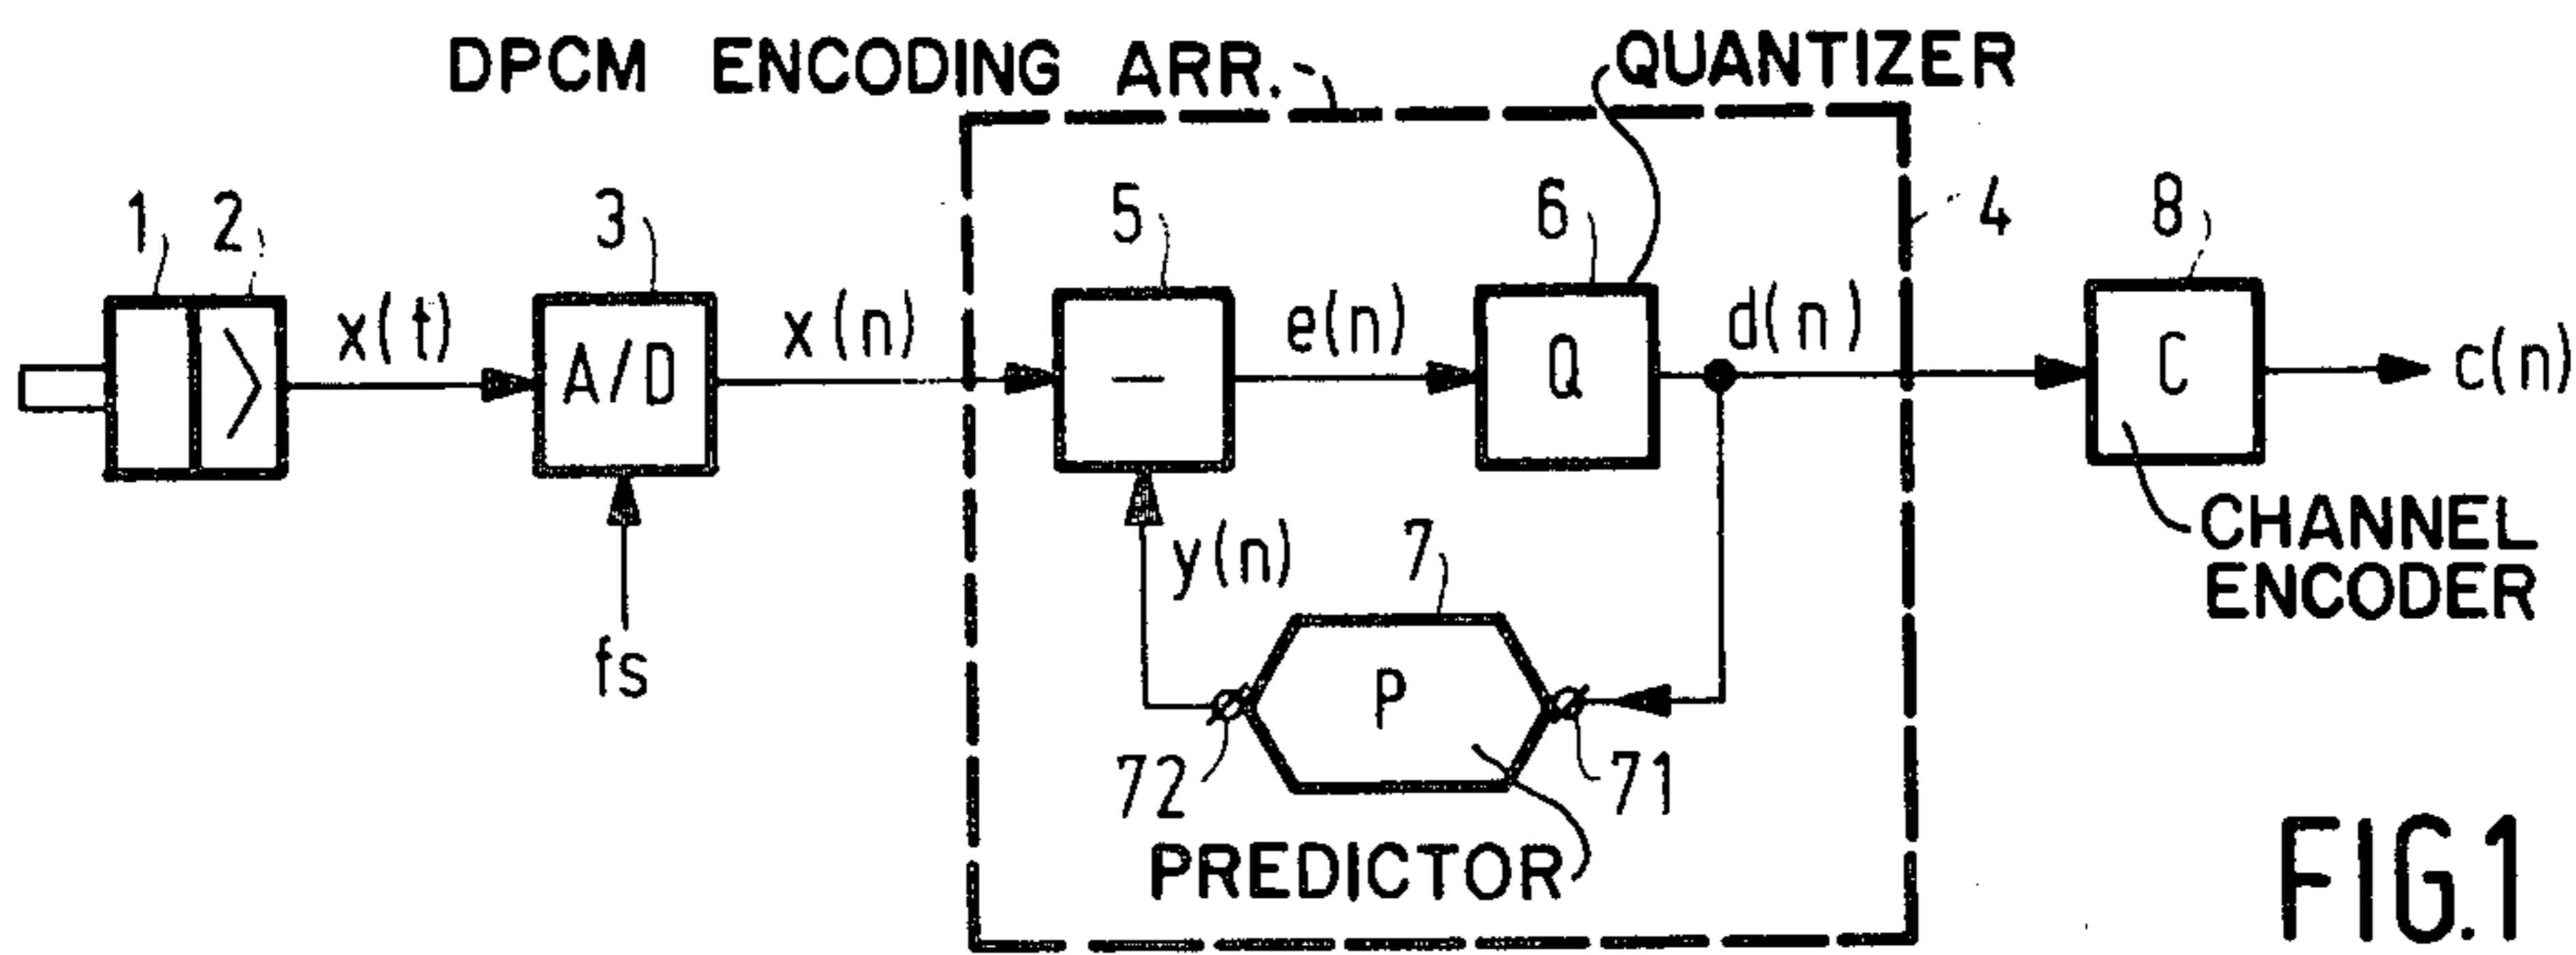 DPCM ENCODING ARR.
QUANTIZER
1
2
3
5
6
4
8
x(t)
A/D
x(n)
−
e(n)
Q
d(n)
C
c(n)
fs
y(n)
7
P
72
71
PREDICTOR
CHANNEL
ENCODER
FIG.1